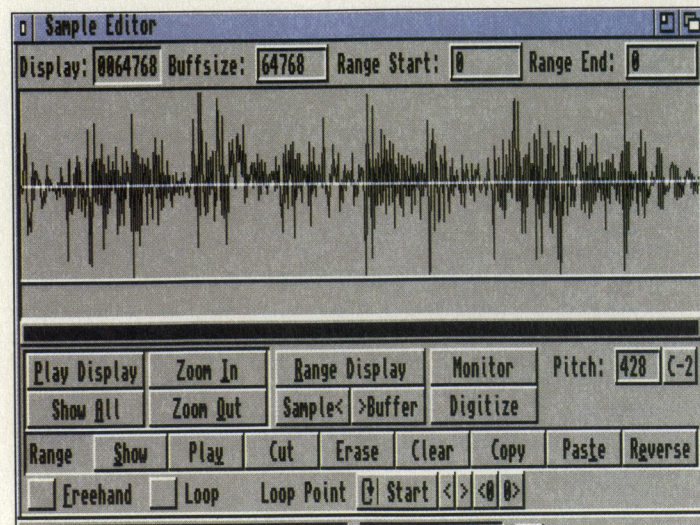 Sample Editor
Display: 0064768 Buffsize: 64768 Range Start: 0 Range End: 0
Play Display Zoom In Range Display Monitor Pitch: 428 C-2
Show All Zoom Out Sample< >Buffer Digitize
Range Show Play Cut Erase Clear Copy Paste Reverse
Freehand Loop Loop Point Start < > <0 0>